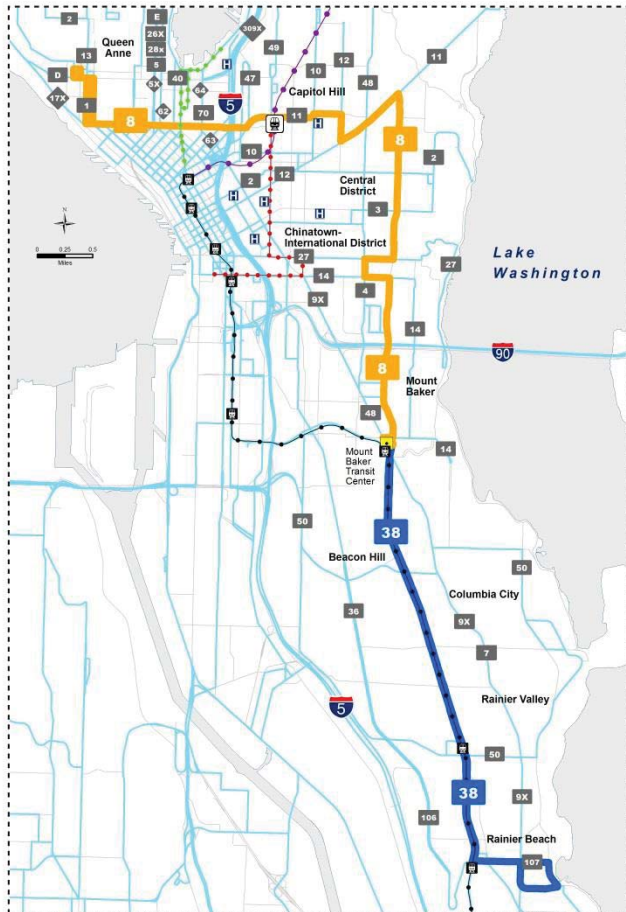 2
E
26X
28x
5
309X
49
10
12
11
Queen
Anne
13
D
17X
1
5X
40
64
47
48
62
70
5
Capitol Hill
8
11
8
63
10
2
12
2
Central
District
3
Chinatown-
International District
27
14
27
9X
4
14
Lake
Washington
N
0
0.25
0.5
Miles
90
8
Mount
Baker
48
14
Mount
Baker
Transit
Center
50
38
Beacon Hill
50
Columbia City
36
9X
7
Rainier Valley
5
50
38
9X
106
Rainier Beach
107
H
H
H
H
H
H